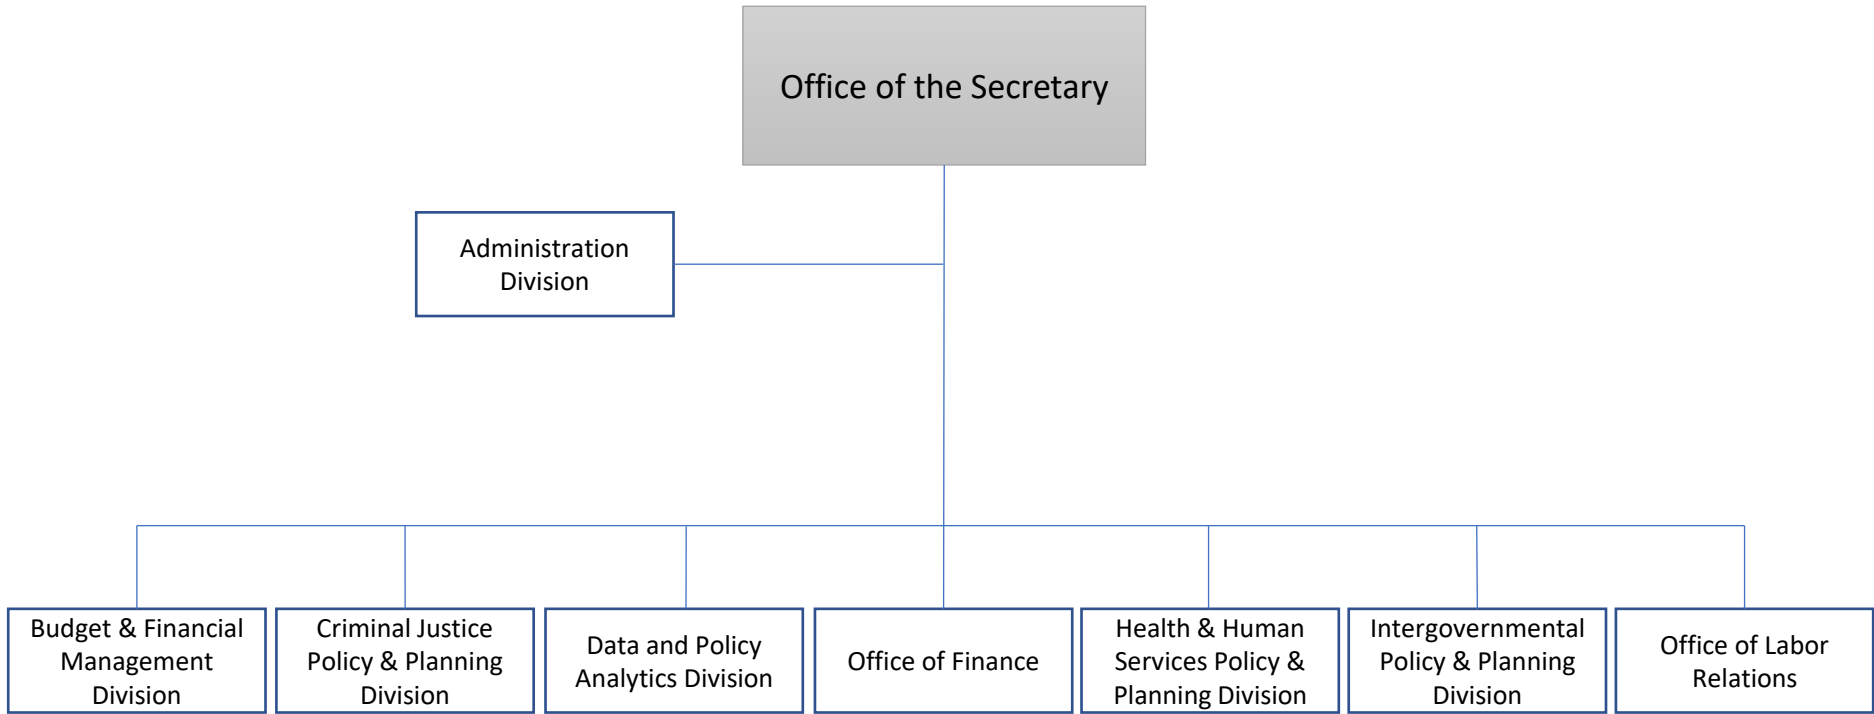 Office of the Secretary
Administration
Division
Budget & Financial
Management
Division
Criminal Justice
Policy & Planning
Division
Data and Policy
Analytics Division
Office of Finance
Health & Human
Services Policy &
Planning Division
Intergovernmental
Policy & Planning
Division
Office of Labor
Relations